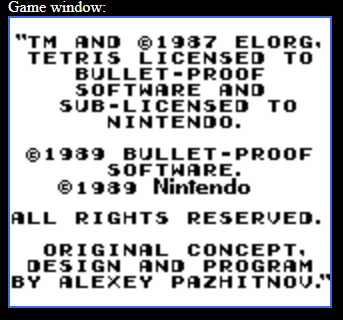 Game window:
"TM AND ©1987 ELORG,
TETRIS LICENSED TO
BULLET-PROOF
SOFTWARE AND
SUB-LICENSED TO
NINTENDO.
©1989 BULLET-PROOF
SOFTWARE.
©1989 Nintendo
ALL RIGHTS RESERVED.
ORIGINAL CONCEPT,
DESIGN AND PROGRAM
BY ALEXEY PAZHITNOV."